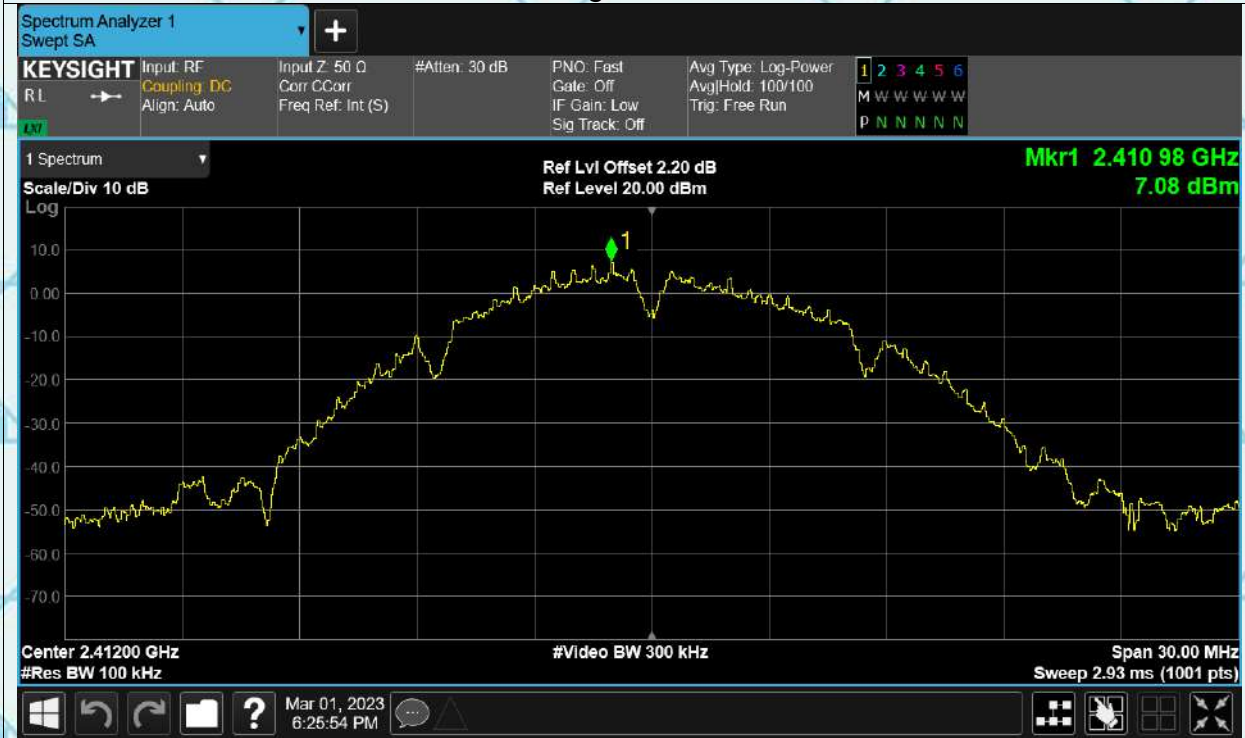 Spectrum Analyzer 1
Swept SA
+
KEYSIGHT
R L
LXI
Input: RF
Coupling: DC
Align: Auto
Input Z: 50 Ω
Corr CCorr
Freq Ref: Int (S)
#Atten: 30 dB
PNO: Fast
Gate: Off
IF Gain: Low
Sig Track: Off
Avg Type: Log-Power
Avg|Hold: 100/100
Trig: Free Run
1 2 3 4 5 6
M W W W W W
P N N N N N
1 Spectrum
Scale/Div 10 dB
Log
Ref Lvl Offset 2.20 dB
Ref Level 20.00 dBm
Mkr1 2.410 98 GHz
7.08 dBm
1
10.0
0.00
-10.0
-20.0
-30.0
-40.0
-50.0
-60.0
-70.0
Center 2.41200 GHz
#Res BW 100 kHz
#Video BW 300 kHz
Span 30.00 MHz
Sweep 2.93 ms (1001 pts)
?
Mar 01, 2023
6:25:54 PM